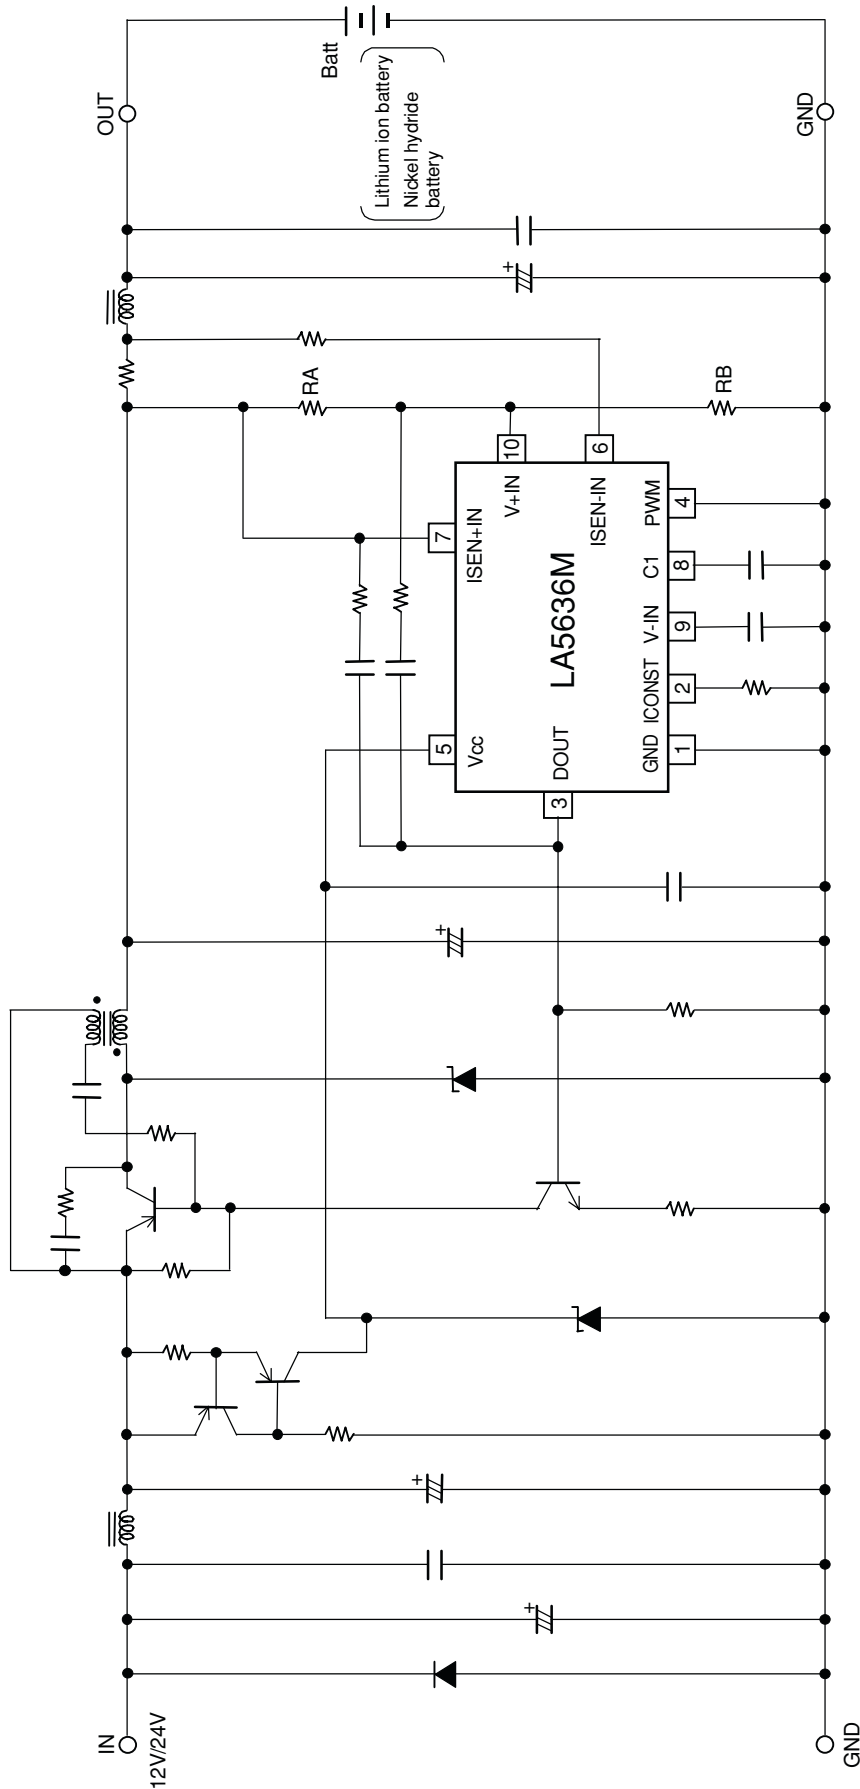 IN
12V/24V
GND
OUT
GND
Batt
Lithium ion battery
Nickel hydride
battery
+
+
+
+
RA
RB
LA5636M
5
Vcc
7
ISEN+IN
10
V+IN
6
ISEN-IN
3
DOUT
1
GND
2
ICONST
9
V-IN
8
C1
4
PWM